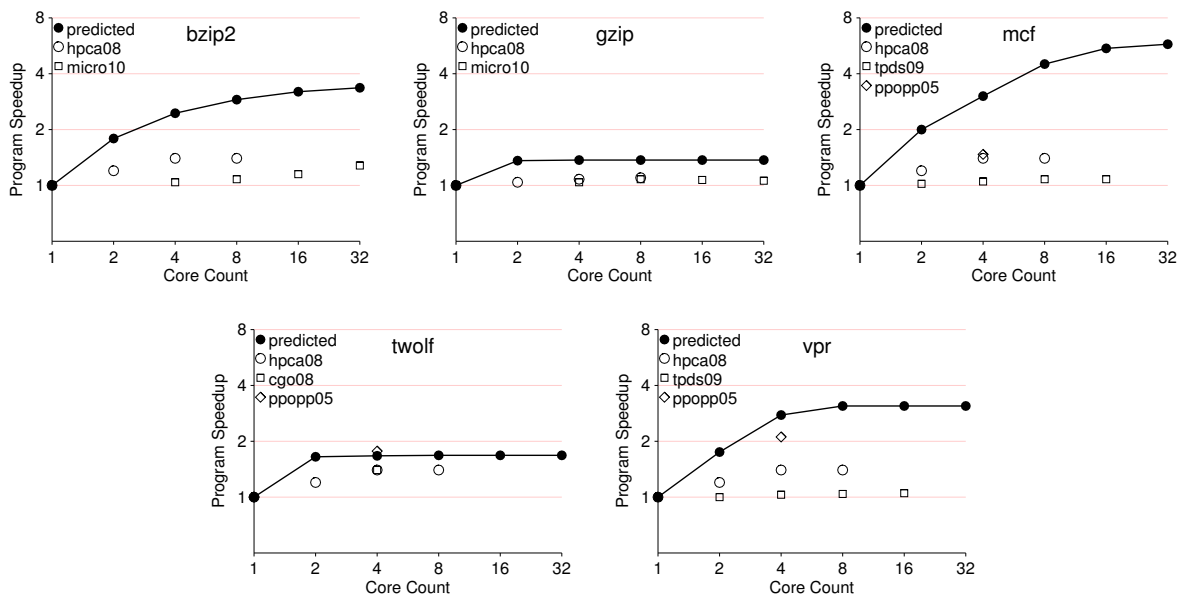 bzip2
predicted
hpca08
micro10
Program Speedup
8
4
2
1
1 2 4 8 16 32
Core Count
gzip
predicted
hpca08
micro10
Program Speedup
8
4
2
1
1 2 4 8 16 32
Core Count
mcf
predicted
hpca08
tpds09
ppopp05
Program Speedup
8
4
2
1
1 2 4 8 16 32
Core Count
twolf
predicted
hpca08
cgo08
ppopp05
Program Speedup
8
4
2
1
1 2 4 8 16 32
Core Count
vpr
predicted
hpca08
tpds09
ppopp05
Program Speedup
8
4
2
1
1 2 4 8 16 32
Core Count